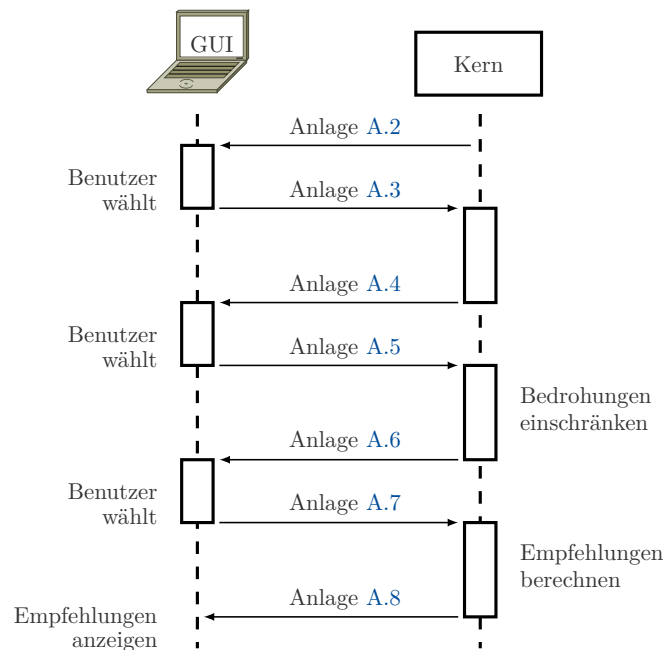 GUI
Kern
Anlage A.2
Benutzer
wählt
Anlage A.3
Anlage A.4
Benutzer
wählt
Anlage A.5
Bedrohungen
einschränken
Anlage A.6
Benutzer
wählt
Anlage A.7
Empfehlungen
berechnen
Anlage A.8
Empfehlungen
anzeigen